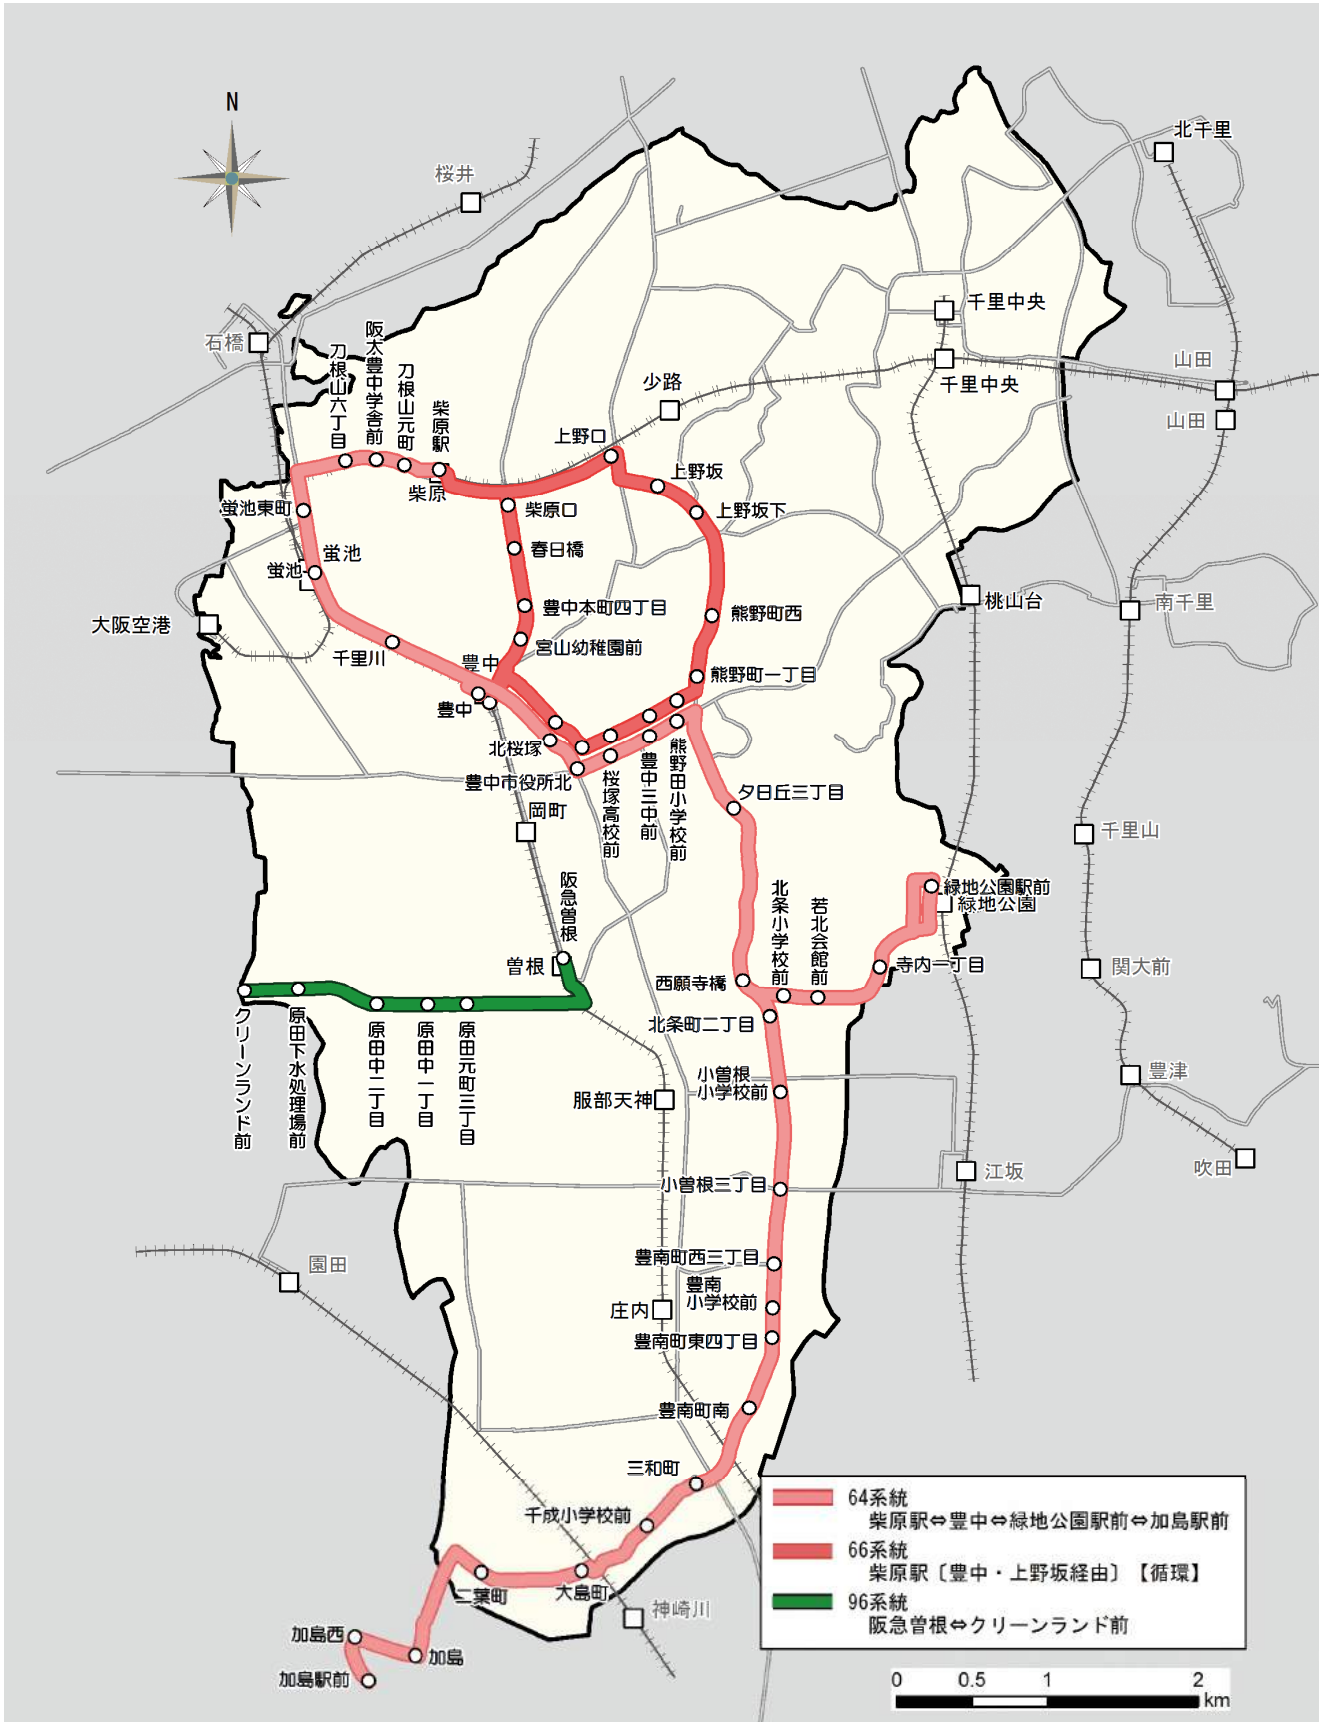 N
北千里
桜井
千里中央
石橋
刀根山六丁目
阪大豊中学舎前
刀根山元町
柴原駅
山田
千里中央
少路
山田
上野口
上野坂
柴原
蛍池東町
柴原口
上野坂下
春日橋
蛍池
蛍池
桃山台
南千里
豊中本町四丁目
熊野町西
大阪空港
宮山幼稚園前
千里川
豊中
熊野町一丁目
豊中
北桜塚
豊中市役所北
桜塚高校前
豊中三中前
熊野田小学校前
夕日丘三丁目
岡町
千里山
阪急曽根
北条小学校前
若北会館前
緑地公園駅前
緑地公園
曽根
寺内一丁目
関大前
西願寺橋
北条町二丁目
クリーンランド前
原田下水処理場前
原田中二丁目
原田中一丁目
原田元町三丁目
小曽根
小学校前
豊津
服部天神
吹田
江坂
小曽根三丁目
豊南町西三丁目
園田
豊南
小学校前
庄内
豊南町東四丁目
豊南町南
三和町
千成小学校前
二葉町
大島町
神崎川
加島西
加島
加島駅前
64系統
柴原駅⇔豊中⇔緑地公園駅前⇔加島駅前
66系統
柴原駅〔豊中・上野坂経由〕【循環】
96系統
阪急曽根⇔クリーンランド前
0 0.5 1 2
km